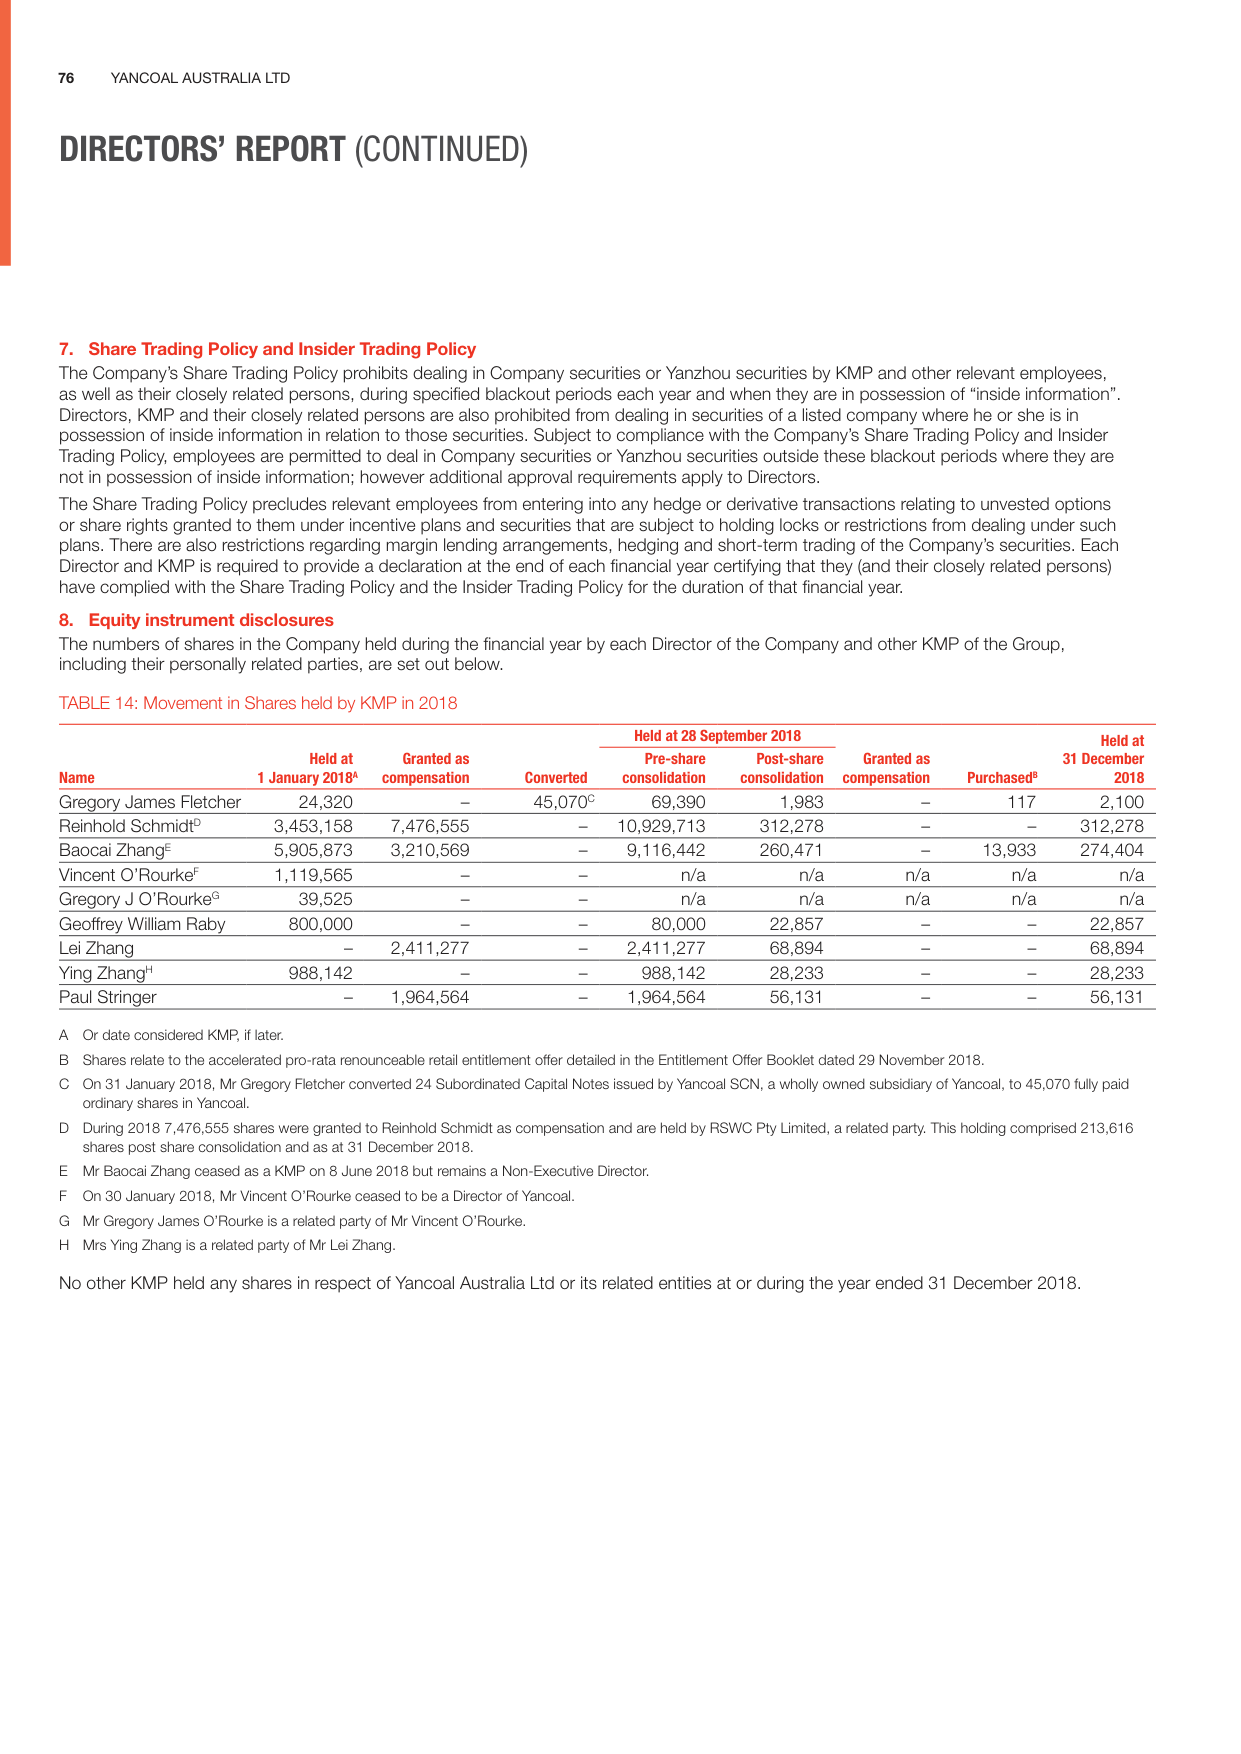 76 YANCOAL AUSTRALIA LTD
DIRECTORS’ REPORT (CONTINUED)
7. Share Trading Policy and Insider Trading Policy
The Company’s Share Trading Policy prohibits dealing in Company securities or Yanzhou securities by KMP and other relevant employees,
as well as their closely related persons, during specified blackout periods each year and when they are in possession of “inside information”.
Directors, KMP and their closely related persons are also prohibited from dealing in securities of a listed company where he or she is in
possession of inside information in relation to those securities. Subject to compliance with the Company’s Share Trading Policy and Insider
Trading Policy, employees are permitted to deal in Company securities or Yanzhou securities outside these blackout periods where they are
not in possession of inside information; however additional approval requirements apply to Directors.
The Share Trading Policy precludes relevant employees from entering into any hedge or derivative transactions relating to unvested options
or share rights granted to them under incentive plans and securities that are subject to holding locks or restrictions from dealing under such
plans. There are also restrictions regarding margin lending arrangements, hedging and short-term trading of the Company’s securities. Each
Director and KMP is required to provide a declaration at the end of each financial year certifying that they (and their closely related persons)
have complied with the Share Trading Policy and the Insider Trading Policy for the duration of that financial year.
8. Equity instrument disclosures
The numbers of shares in the Company held during the financial year by each Director of the Company and other KMP of the Group,
including their personally related parties, are set out below.
TABLE 14: Movement in Shares held by KMP in 2018
Held at 28 September 2018 Held at
Held at Granted as Pre-share Post-share Granted as 31 December
Name 1 January 2018A compensation Converted consolidation consolidation compensation PurchasedB 2018
Gregory James Fletcher 24,320 – 45,070C 69,390 1,983 – 117 2,100
Reinhold SchmidtD 3,453,158 7,476,555 – 10,929,713 312,278 – – 312,278
Baocai ZhangE 5,905,873 3,210,569 – 9,116,442 260,471 – 13,933 274,404
Vincent O’RourkeF 1,119,565 – – n/a n/a n/a n/a n/a
Gregory J O’RourkeG 39,525 – – n/a n/a n/a n/a n/a
Geoffrey William Raby 800,000 – – 80,000 22,857 – – 22,857
Lei Zhang – 2,411,277 – 2,411,277 68,894 – – 68,894
Ying ZhangH 988,142 – – 988,142 28,233 – – 28,233
Paul Stringer – 1,964,564 – 1,964,564 56,131 – – 56,131
A Or date considered KMP, if later.
B Shares relate to the accelerated pro-rata renounceable retail entitlement offer detailed in the Entitlement Offer Booklet dated 29 November 2018.
C On 31 January 2018, Mr Gregory Fletcher converted 24 Subordinated Capital Notes issued by Yancoal SCN, a wholly owned subsidiary of Yancoal, to 45,070 fully paid
ordinary shares in Yancoal.
D During 2018 7,476,555 shares were granted to Reinhold Schmidt as compensation and are held by RSWC Pty Limited, a related party. This holding comprised 213,616
shares post share consolidation and as at 31 December 2018.
E Mr Baocai Zhang ceased as a KMP on 8 June 2018 but remains a Non-Executive Director.
F On 30 January 2018, Mr Vincent O’Rourke ceased to be a Director of Yancoal.
G Mr Gregory James O’Rourke is a related party of Mr Vincent O’Rourke.
H Mrs Ying Zhang is a related party of Mr Lei Zhang.
No other KMP held any shares in respect of Yancoal Australia Ltd or its related entities at or during the year ended 31 December 2018.